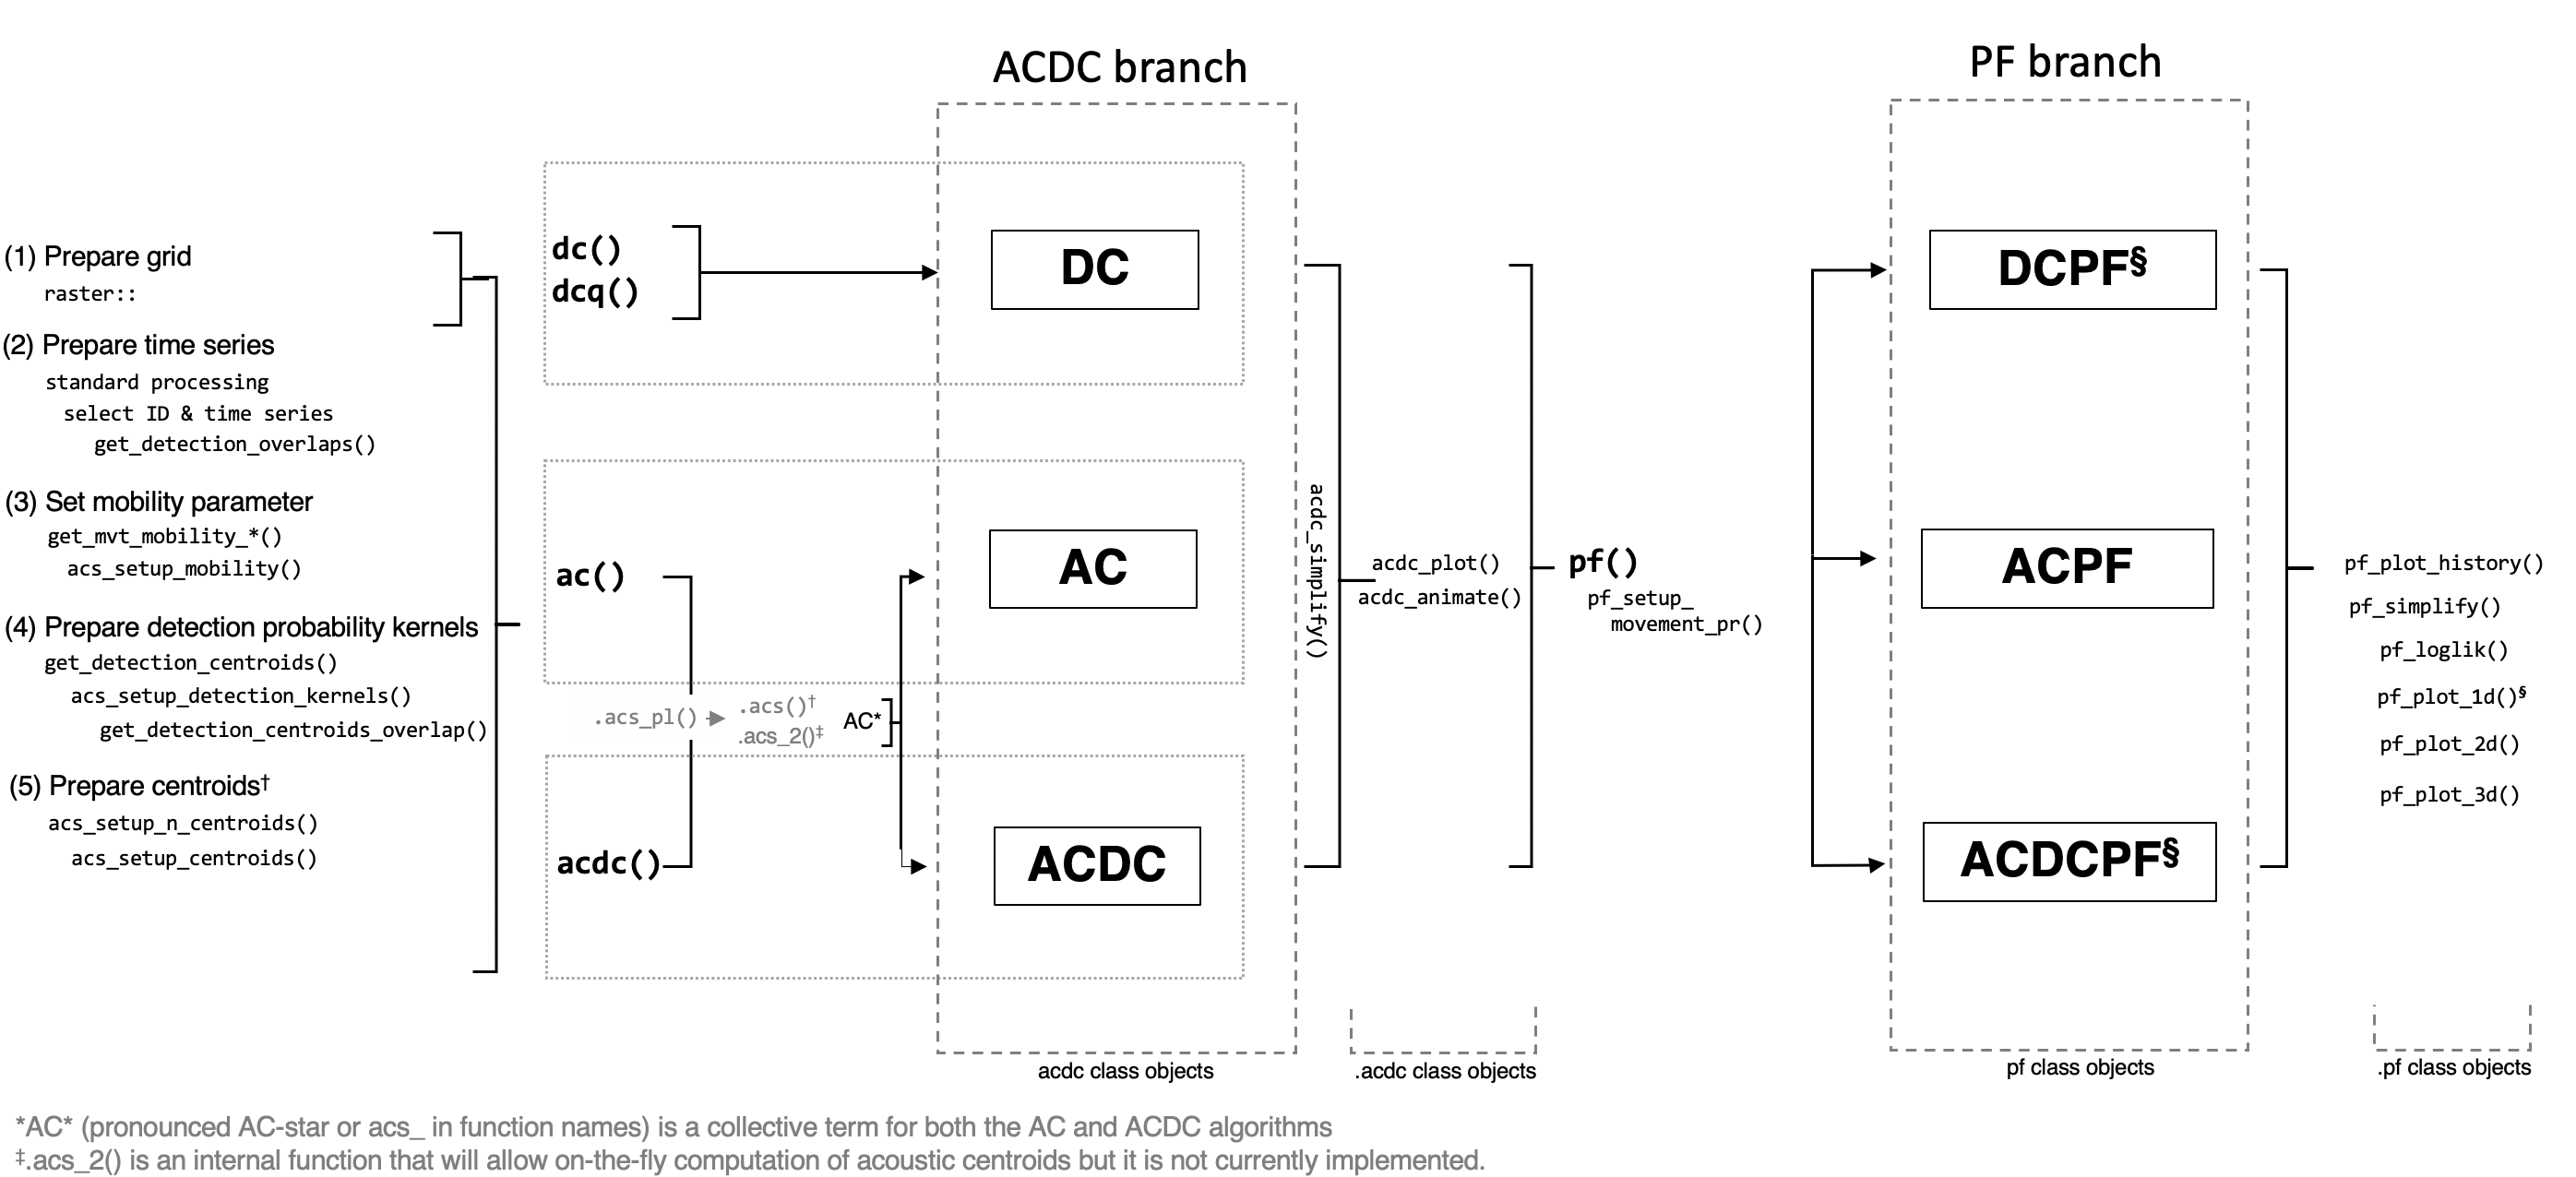 ACDC branch
PF branch
(1) Prepare grid
raster::
(2) Prepare time series
standard processing
select ID & time series
get_detection_overlaps()
(3) Set mobility parameter
get_mvt_mobility_*()
acs_setup_mobility()
(4) Prepare detection probability kernels
get_detection_centroids()
acs_setup_detection_kernels()
get_detection_centroids_overlap()
(5) Prepare centroids†
acs_setup_n_centroids()
acs_setup_centroids()
dc()
dcq()
DC
ac()
AC
.acs_pl()
.acs()†
.acs_2()‡
AC*
acdc()
ACDC
acdc_simplify()
acdc_plot()
acdc_animate()
pf()
pf_setup_
movement_pr()
DCPF§
ACPF
ACDCPF§
pf_plot_history()
pf_simplify()
pf_loglik()
pf_plot_1d()§
pf_plot_2d()
pf_plot_3d()
acdc class objects
.acdc class objects
pf class objects
.pf class objects
*AC* (pronounced AC-star or acs_ in function names) is a collective term for both the AC and ACDC algorithms
‡.acs_2() is an internal function that will allow on-the-fly computation of acoustic centroids but it is not currently implemented.